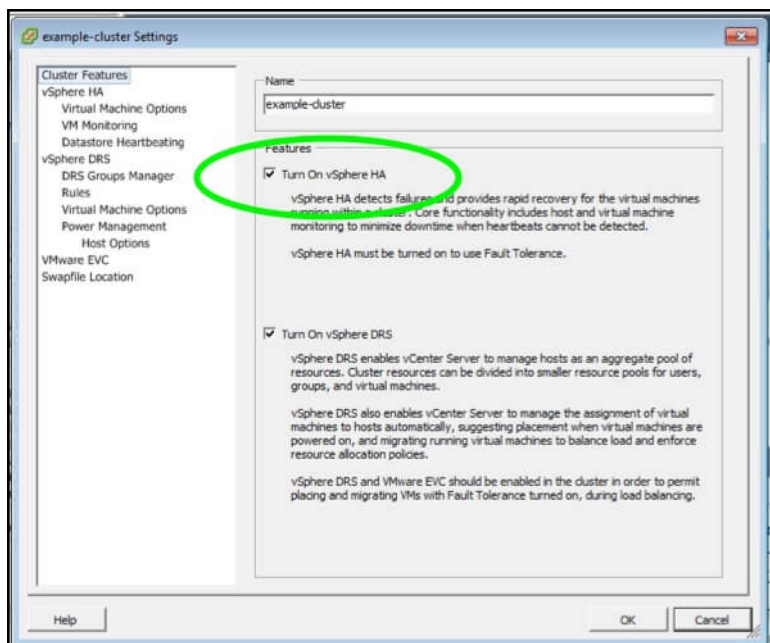 example-cluster Settings
Cluster Features
vSphere HA
Virtual Machine Options
VM Monitoring
Datastore Heartbeating
vSphere DRS
DRS Groups Manager
Rules
Virtual Machine Options
Power Management
Host Options
VMware EVC
Swapfile Location
Name
example-cluster
Features
Turn On vSphere HA
vSphere HA detects failures and provides rapid recovery for the virtual machines
running within a cluster. Core functionality includes host and virtual machine
monitoring to minimize downtime when heartbeats cannot be detected.
vSphere HA must be turned on to use Fault Tolerance.
Turn On vSphere DRS
vSphere DRS enables vCenter Server to manage hosts as an aggregate pool of
resources. Cluster resources can be divided into smaller resource pools for users,
groups, and virtual machines.
vSphere DRS also enables vCenter Server to manage the assignment of virtual
machines to hosts automatically, suggesting placement when virtual machines are
powered on, and migrating running virtual machines to balance load and enforce
resource allocation policies.
vSphere DRS and VMware EVC should be enabled in the cluster in order to permit
placing and migrating VMs with Fault Tolerance turned on, during load balancing.
Help
OK
Cancel